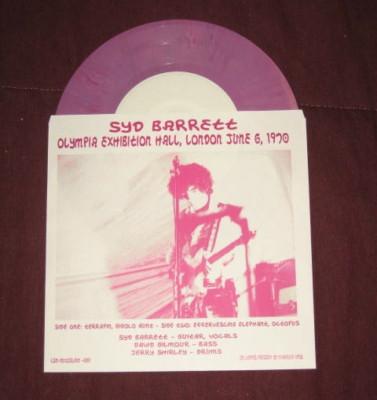 SYD BARRETT
OLYMPIA EXHIBITION HALL, LONDON JUNE 6, 1970
SIDE ONE: TERRAPIN, GIGOLO AUNT - SIDE TWO: EFFERVESCING ELEPHANT, OCTOPUS
SYD BARRETT - GUITAR, VOCALS
DAVID GILMOUR - BASS
JERRY SHIRLEY - DRUMS